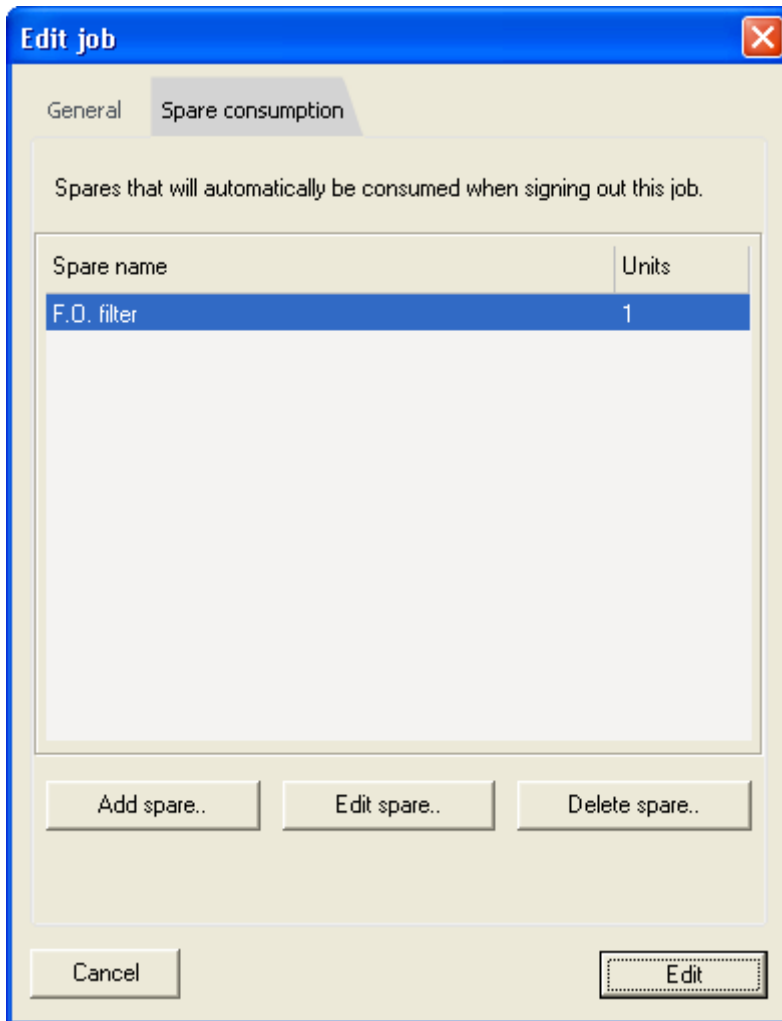 Edit job
General Spare consumption
Spares that will automatically be consumed when signing out this job.
Spare name Units
F.O. filter 1
Add spare.. Edit spare.. Delete spare..
Cancel Edit